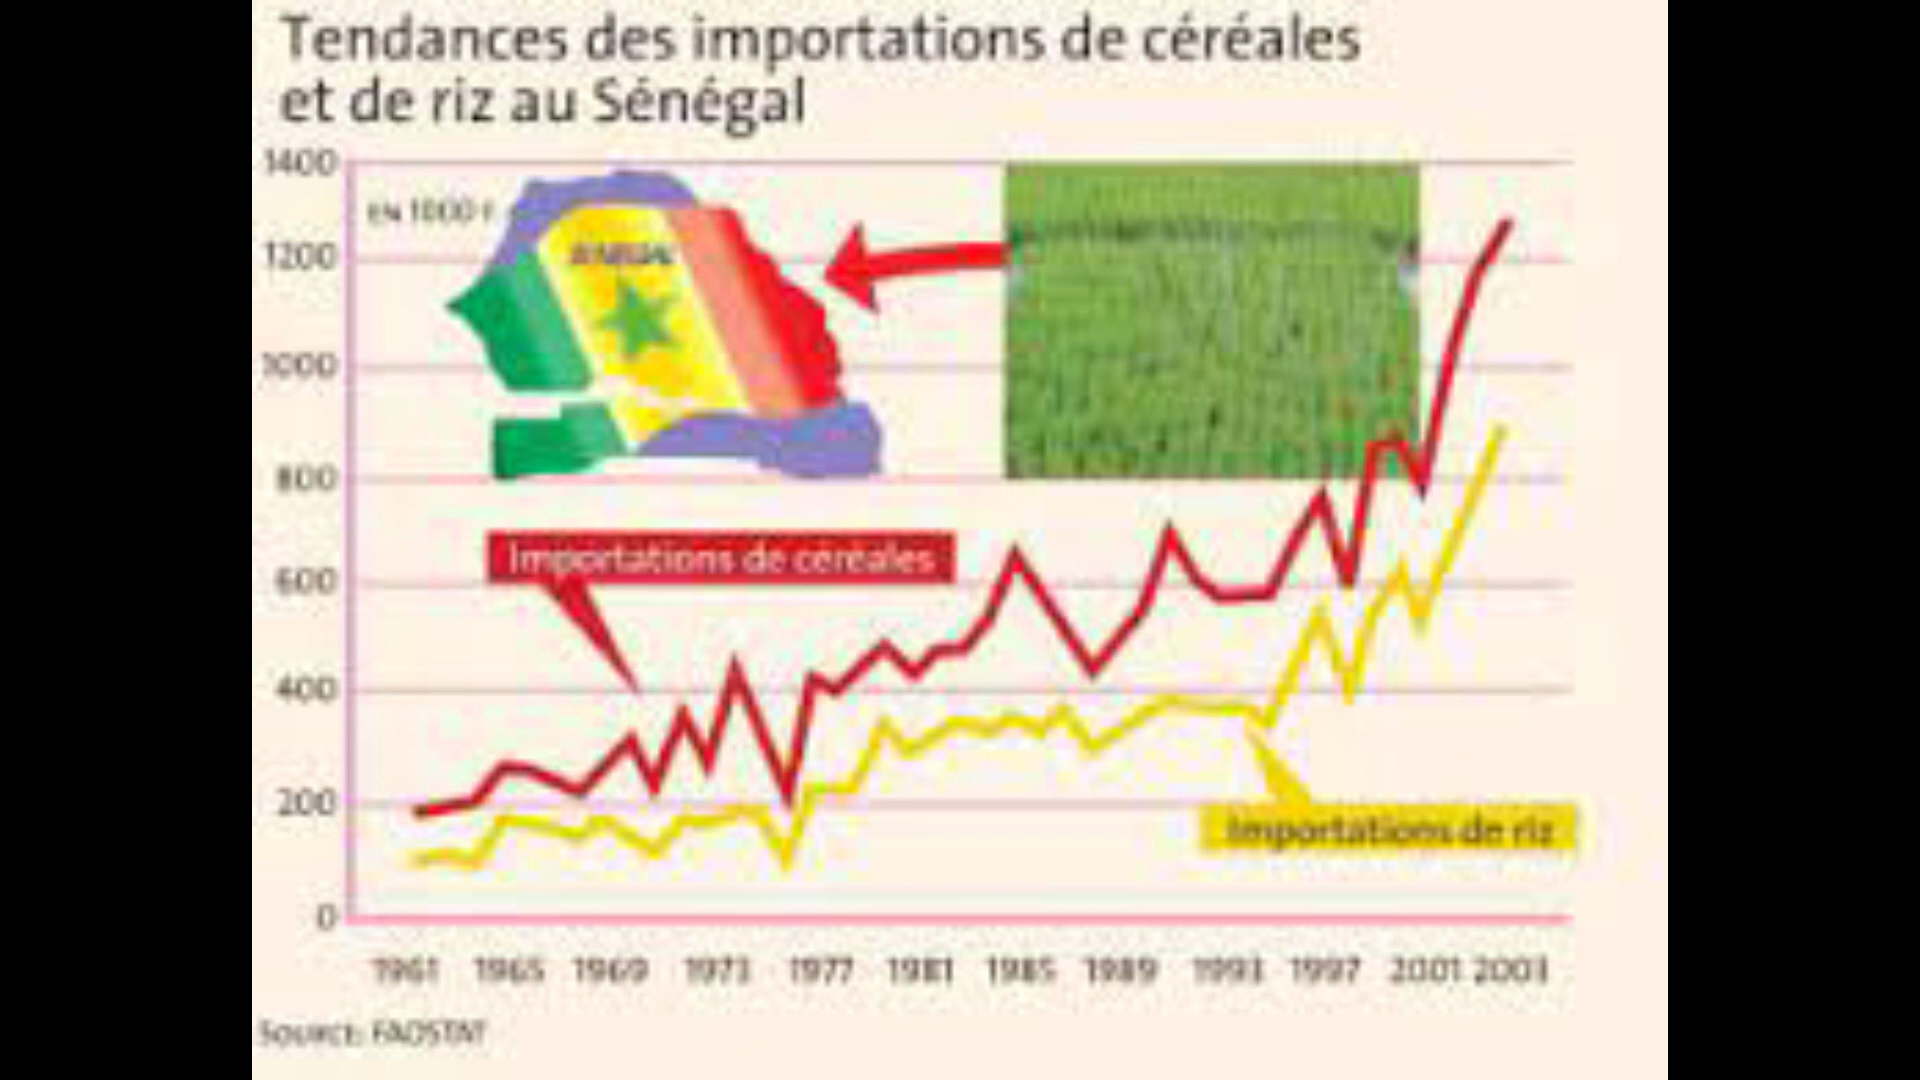 Tendances des importations de céréales
et de riz au Sénégal
1400
EN 1000 T
1200
SENEGAL
1000
800
Importations de céréales
600
400
200
Importations de riz
0
1961 1965 1969 1973 1977 1981 1985 1989 1993 1997 2001 2003
Source: FAOSTAT